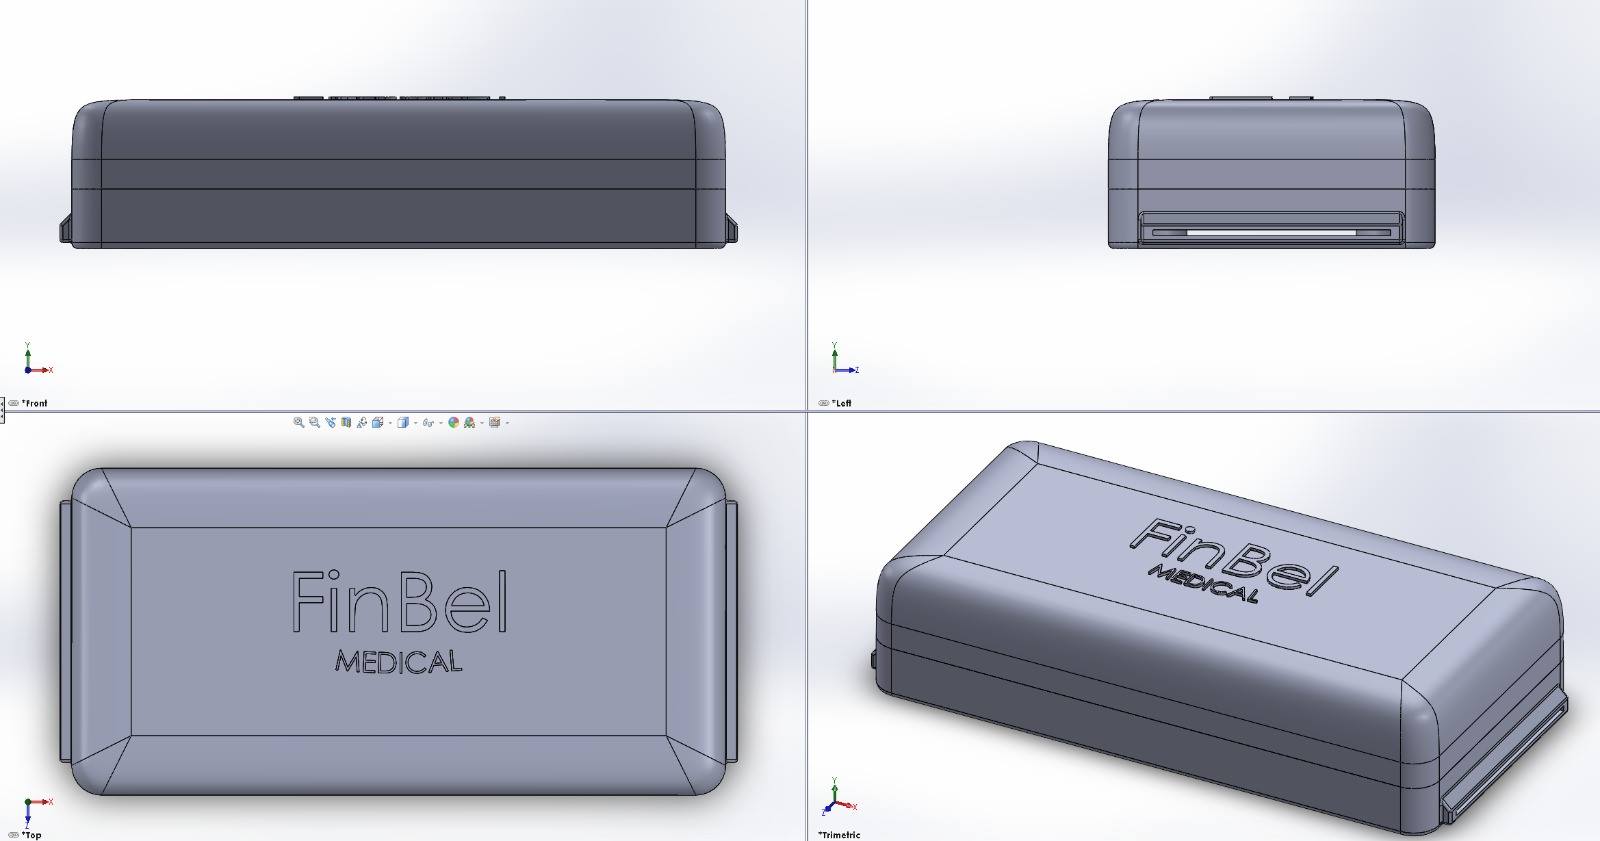 Y
X
*Front
Y
Z
*Left
FinBel
MEDICAL
X
Z
*Top
FinBel
MEDICAL
Y
X
Z
*Trimetric